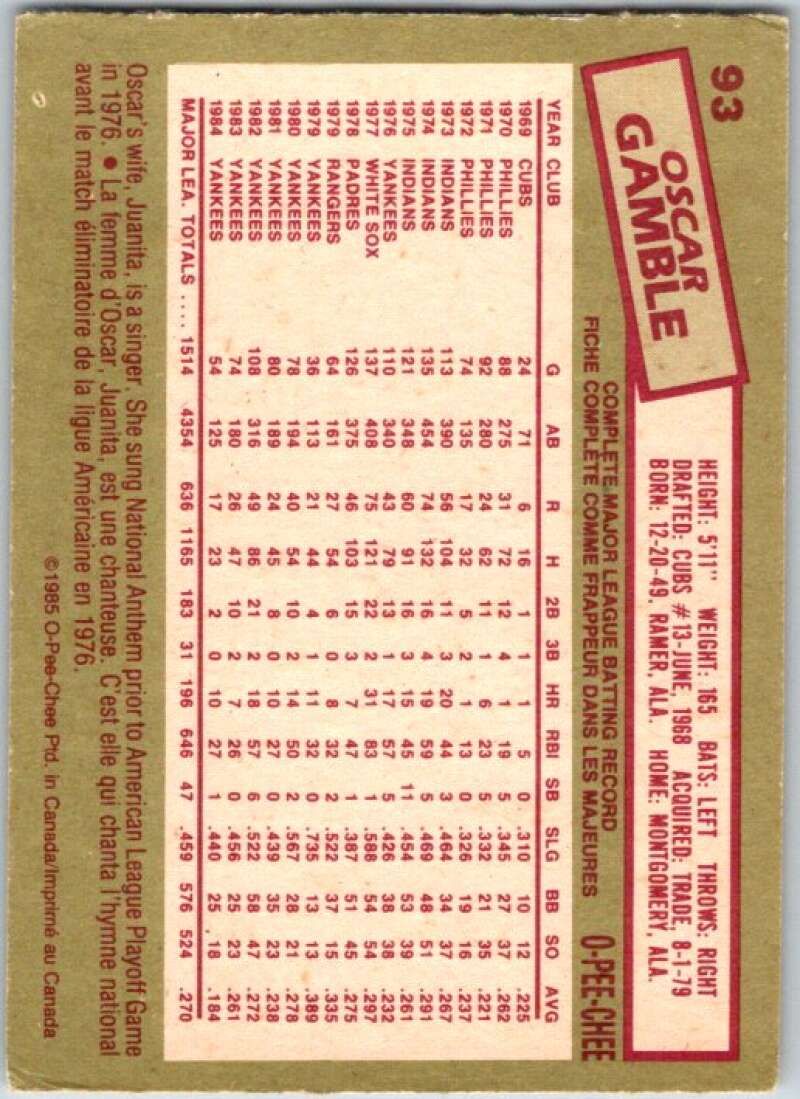 93
OSCAR
GAMBLE
HEIGHT: 5'11" WEIGHT: 165 BATS: LEFT THROWS: RIGHT
DRAFTED: CUBS #13-JUNE, 1968 ACQUIRED: TRADE, 8-1-79
BORN: 12-20-49, RAMER, ALA. HOME: MONTGOMERY, ALA.
COMPLETE MAJOR LEAGUE BATTING RECORD
FICHE COMPLÈTE COMME FRAPPEUR DANS LES MAJEURES
O-PEE-CHEE
YEAR CLUB G AB R H 2B 3B HR RBI SB SLG BB SO AVG
1969 CUBS 24 71 6 16 1 1 1 5 0 .310 10 12 .225
1970 PHILLIES 88 275 31 72 12 4 1 19 5 .345 27 37 .262
1971 PHILLIES 92 280 24 62 11 1 6 23 5 .332 21 35 .221
1972 PHILLIES 74 135 17 32 5 2 1 13 0 .326 19 16 .237
1973 INDIANS 113 390 56 104 11 3 20 44 3 .464 34 37 .267
1974 INDIANS 135 454 74 132 16 4 19 59 5 .469 48 51 .291
1975 INDIANS 121 348 60 91 16 3 15 45 11 .454 53 39 .261
1976 YANKEES 110 340 43 79 13 1 17 57 5 .426 38 38 .232
1977 WHITE SOX 137 408 75 121 22 2 31 83 1 .588 54 54 .297
1978 PADRES 126 375 46 103 15 3 7 47 1 .387 51 45 .275
1979 RANGERS 64 161 27 54 6 0 8 32 2 .522 37 15 .335
1979 YANKEES 36 113 21 44 4 1 11 32 0 .735 13 13 .389
1980 YANKEES 78 194 40 54 10 2 14 50 2 .567 28 21 .278
1981 YANKEES 80 189 24 45 8 0 10 27 0 .439 35 23 .238
1982 YANKEES 108 316 49 86 21 2 18 57 6 .522 58 47 .272
1983 YANKEES 74 180 26 47 10 2 7 26 0 .456 25 23 .261
1984 YANKEES 54 125 17 23 2 0 10 27 1 .440 25 18 .184
MAJOR LEA. TOTALS .... 1514 4354 636 1165 183 31 196 646 47 .459 576 524 .270
Oscar's wife, Juanita, is a singer. She sung National Anthem prior to American League Playoff Game
in 1976. ● La femme d'Oscar, Juanita, est une chanteuse. C'est elle qui chanta l'hymne national
avant le match éliminatoire de la ligue Américaine en 1976.
©1985 O-Pee-Chee Ptd. in Canada/Imprimé au Canada